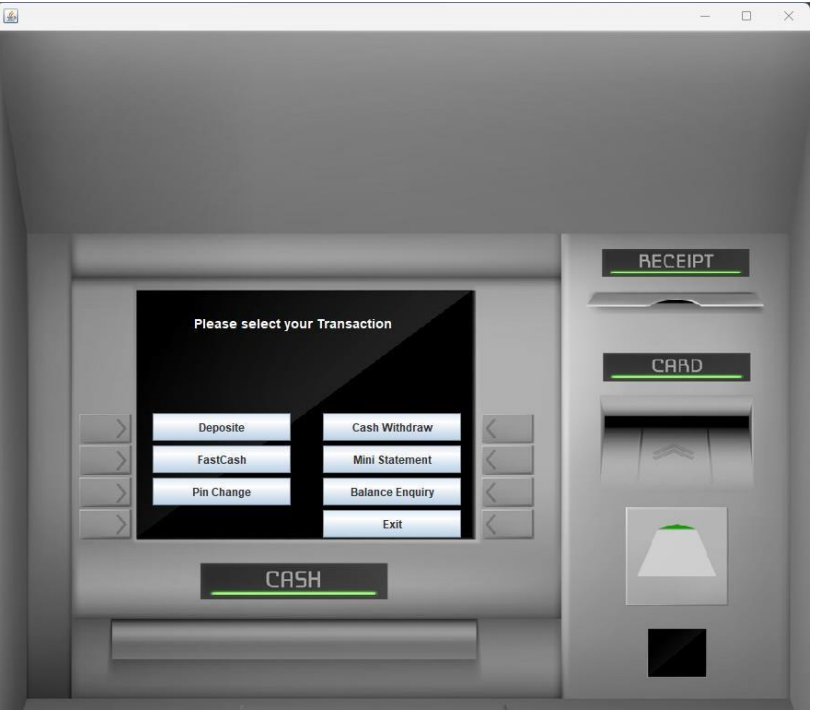 RECEIPT
Please select your Transaction
CARD
Deposite
Cash Withdraw
FastCash
Mini Statement
Pin Change
Balance Enquiry
Exit
CASH